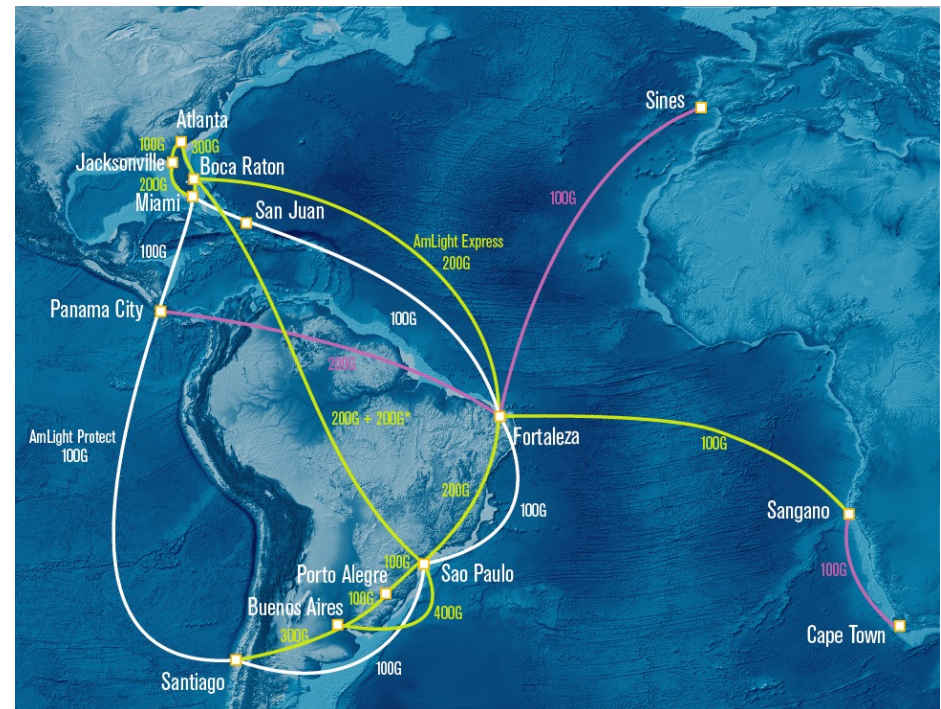 Sines
Atlanta
100G
300G
Jacksonville
Boca Raton
200G
Miami
San Juan
100G
AmLight Express
200G
100G
Panama City
100G
200G
200G + 200G*
AmLight Protect
100G
Fortaleza
100G
200G
100G
Sangano
100G
Sao Paulo
Porto Alegre
100G
100G
Buenos Aires
400G
300G
Cape Town
100G
Santiago